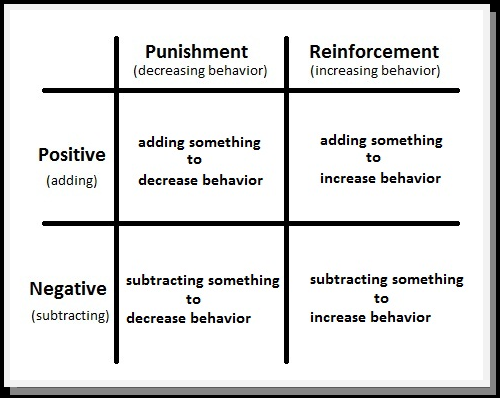 Punishment
(decreasing behavior)
Reinforcement
(increasing behavior)
Positive
(adding)
adding something
to
decrease behavior
adding something
to
increase behavior
Negative
(subtracting)
subtracting something
to
decrease behavior
subtracting something
to
increase behavior